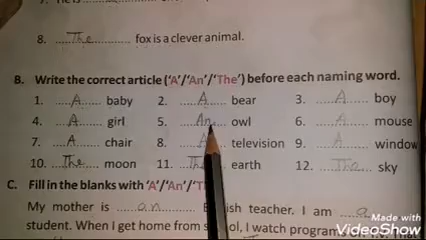 8. The fox is a clever animal.
B. Write the correct article ('A'/'An'/'The') before each naming word.
1. A baby 2. A bear 3. A boy
4. A girl 5. An owl 6. A mouse
7. A chair 8. A television 9. A window
10. The moon 11. The earth 12. The sky
C. Fill in the blanks with 'A'/'An'/
My mother is an teacher. I am a
student. When I get home from I watch
Made with
VideoShow